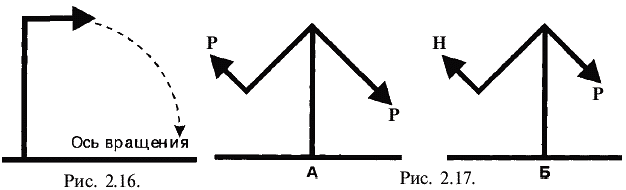 Р
Р
Н
Р
Ось вращения
А
Б
Рис. 2.16.
Рис. 2.17.